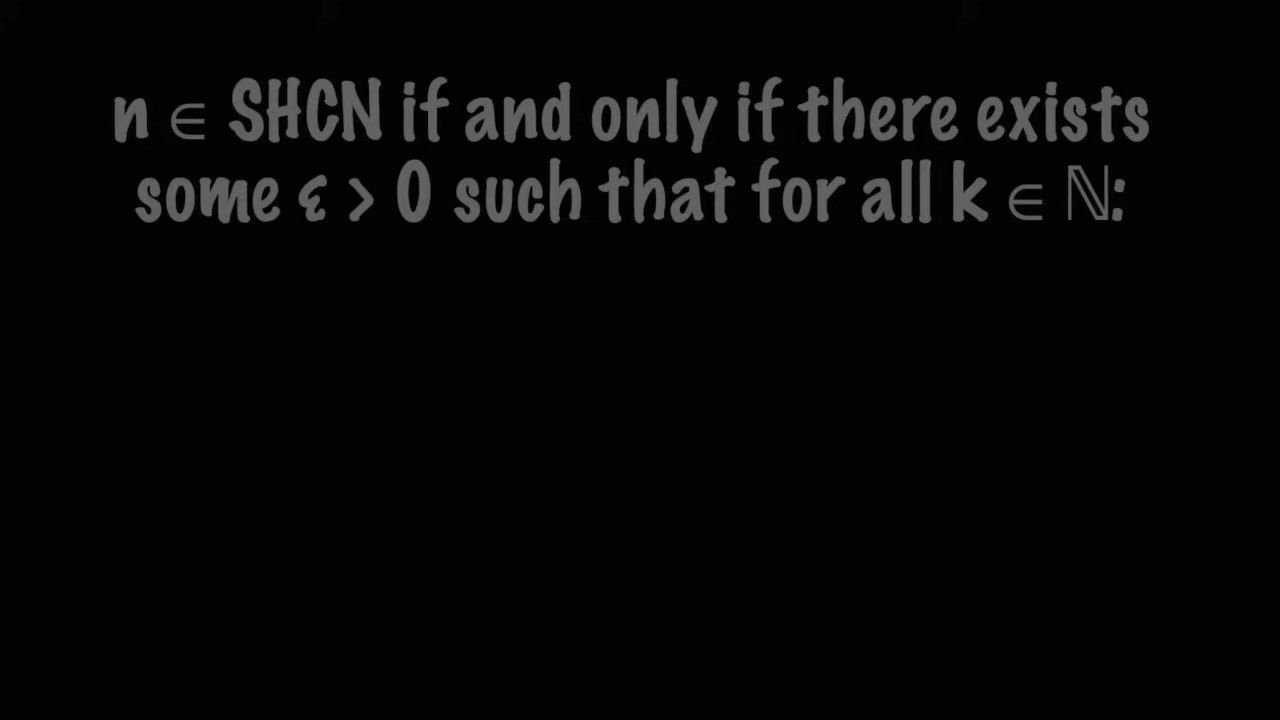 n ∈ SHCN if and only if there exists
some ε > 0 such that for all k ∈ ℕ: